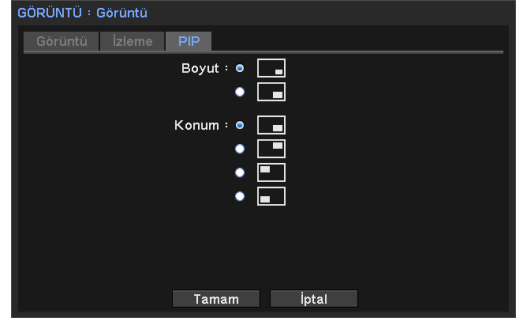 GÖRÜNTÜ : Görüntü
Görüntü İzleme PIP
Boyut :
Konum :
Tamam İptal